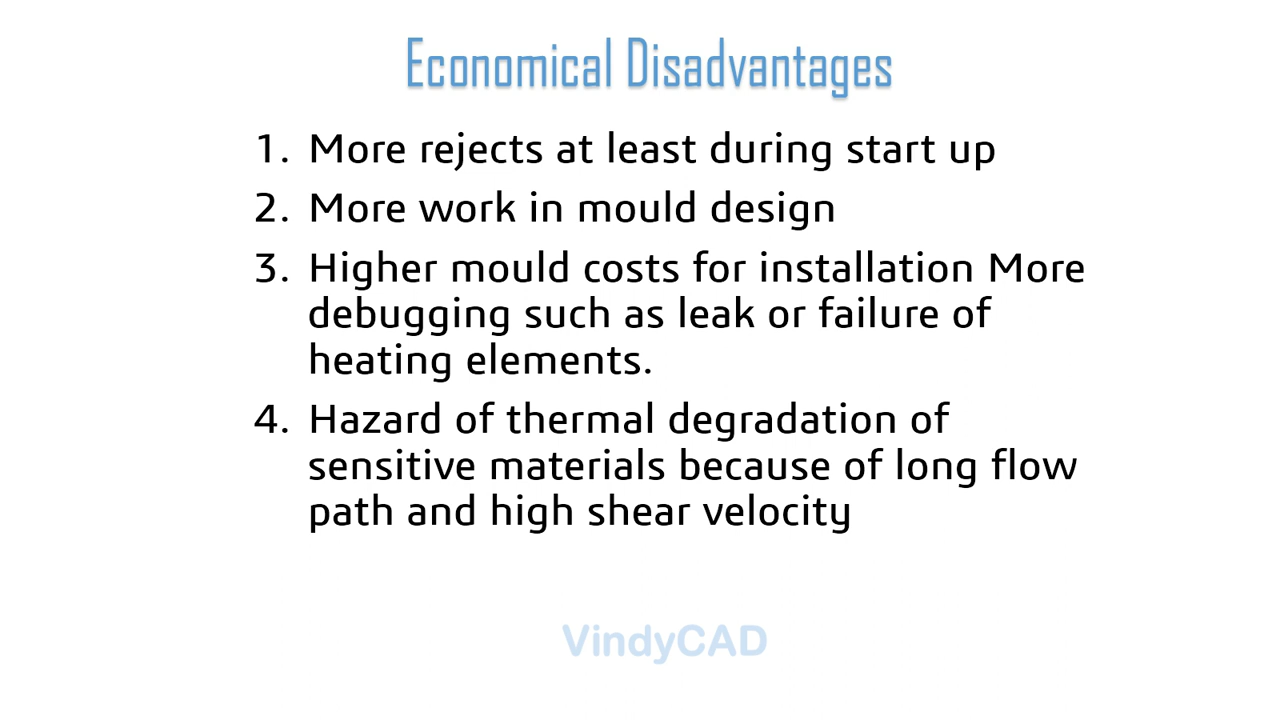 Economical Disadvantages
1. More rejects at least during start up
2. More work in mould design
3. Higher mould costs for installation More
debugging such as leak or failure of
heating elements.
4. Hazard of thermal degradation of
sensitive materials because of long flow
path and high shear velocity
VindyCAD